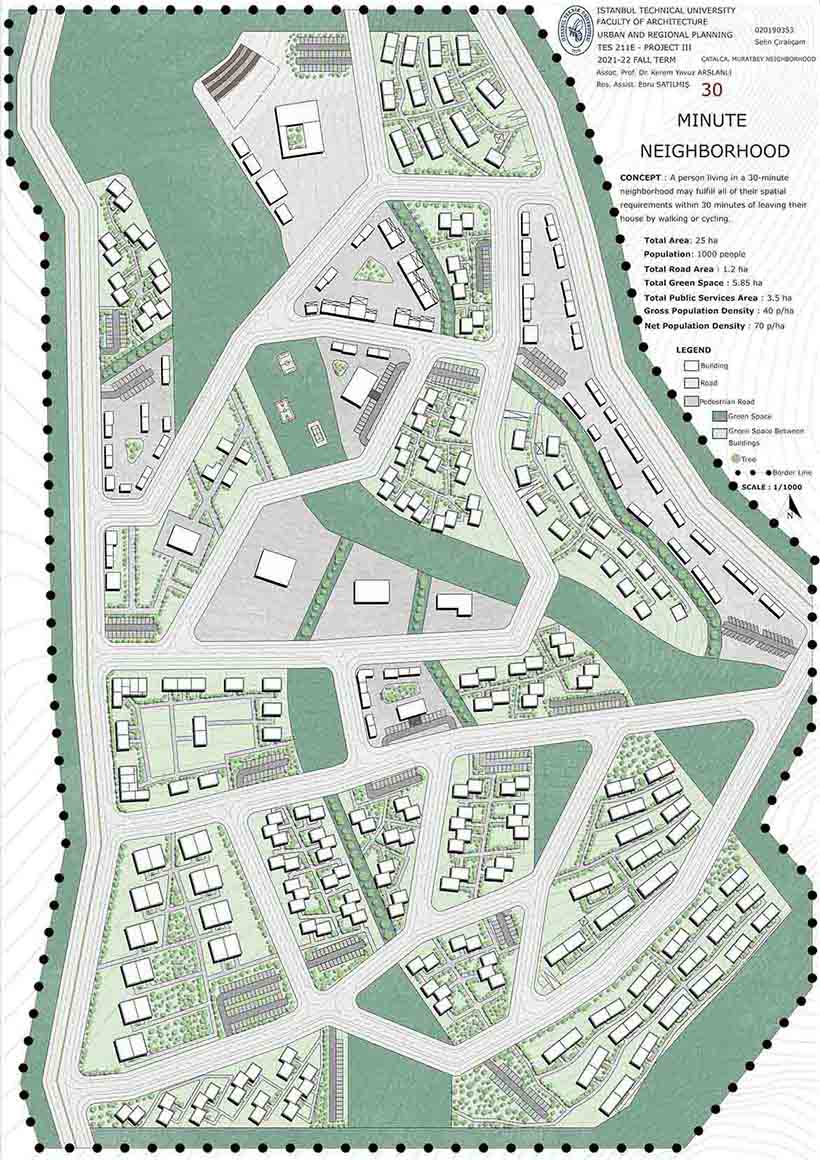 ISTANBUL TECHNICAL UNIVERSITY
FACULTY OF ARCHITECTURE
URBAN AND REGIONAL PLANNING
TES 211E - PROJECT III
2021-22 FALL TERM
Assoc. Prof. Dr. Kerem Yavuz ARSLANLI
Res. Assist. Ebru SATILMIŞ
020190353
Selin Çıralıçam
ÇATALCA, MURATBEY NEIGHBORHOOD
30
MINUTE
NEIGHBORHOOD
CONCEPT : A person living in a 30-minute
neighborhood may fulfill all of their spatial
requirements within 30 minutes of leaving their
house by walking or cycling.
Total Area: 25 ha
Population: 1000 people
Total Road Area : 1.2 ha
Total Green Space : 5.85 ha
Total Public Services Area : 3.5 ha
Gross Population Density : 40 p/ha
Net Population Density : 70 p/ha
LEGEND
Building
Road
Pedestrian Road
Green Space
Green Space Between
Buildings
Tree
Border Line
SCALE : 1/1000
N